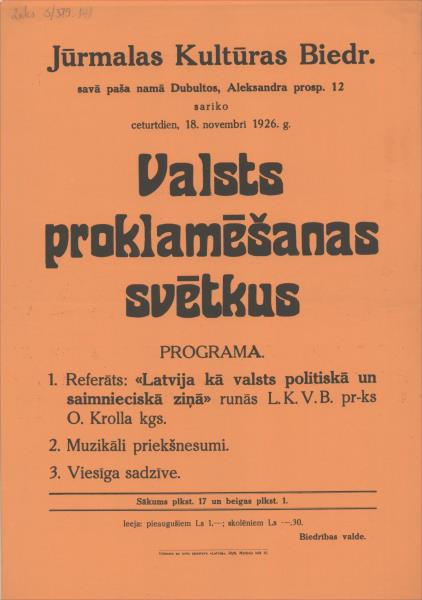 Jūrmalas Kultūras Biedr.
savā paša namā Dubultos, Aleksandra prosp. 12
sariko
ceturtdien, 18. novembrī 1926. g.
Valsts
proklamēšanas
svētkus
PROGRAMA.
1. Referāts: «Latvija kā valsts politiskā un
saimnieciskā ziņā» runās L.K.V.B. pr-ks
O. Krolla kgs.
2. Muzikāli priekšnesumi.
3. Viesīga sadzīve.
Sākums plkst. 17 un beigas plkst. 1.
Ieeja: pieaugušiem Ls 1.—; skolēniem Ls —.30.
Biedrības valde.